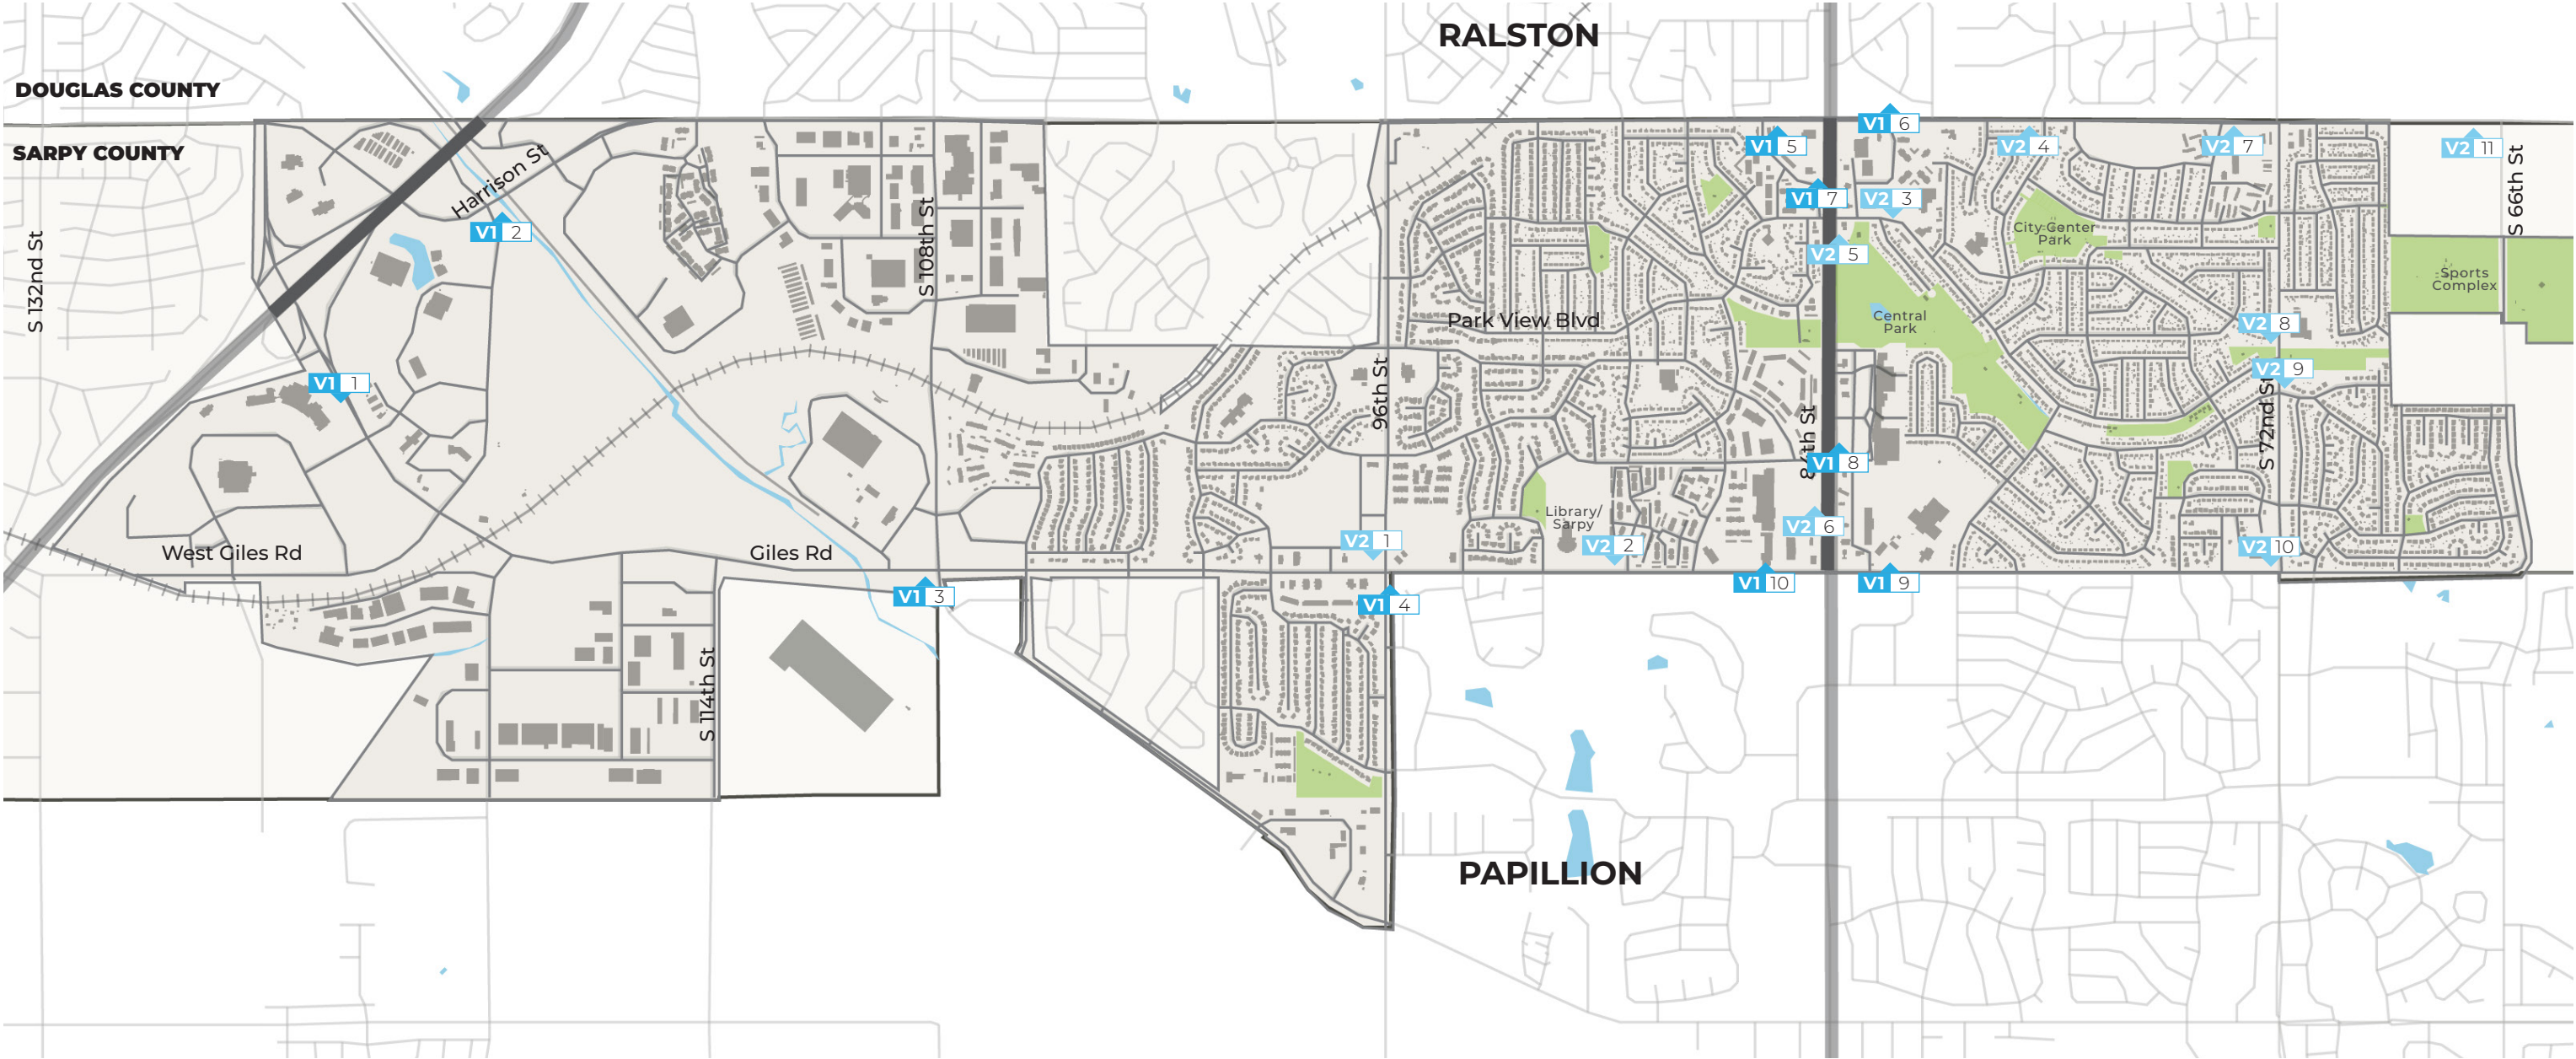 RALSTON
DOUGLAS COUNTY
SARPY COUNTY
V1 6
V1 5
V2 4
V2 7
V2 11
Harrison St
S 66th St
V1 7
V2 3
V1 2
S 108th St
City Center
Park
V2 5
S 132nd St
Sports
Complex
Park View Blvd
Central
Park
V2 8
V1 1
96th St
V2 9
S 72nd St
84th St
V1 8
Library/
Sarpy
V2 6
West Giles Rd
Giles Rd
V2 1
V2 2
V2 10
V1 3
V1 4
V1 10
V1 9
S 114th St
PAPILLION